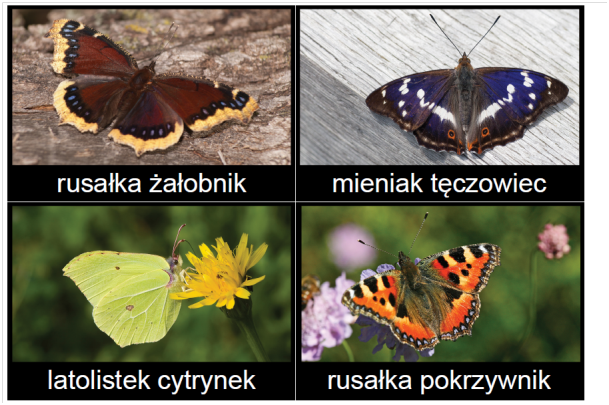 rusałka żałobnik
mieniak tęczowiec
latolistek cytrynek
rusałka pokrzywnik